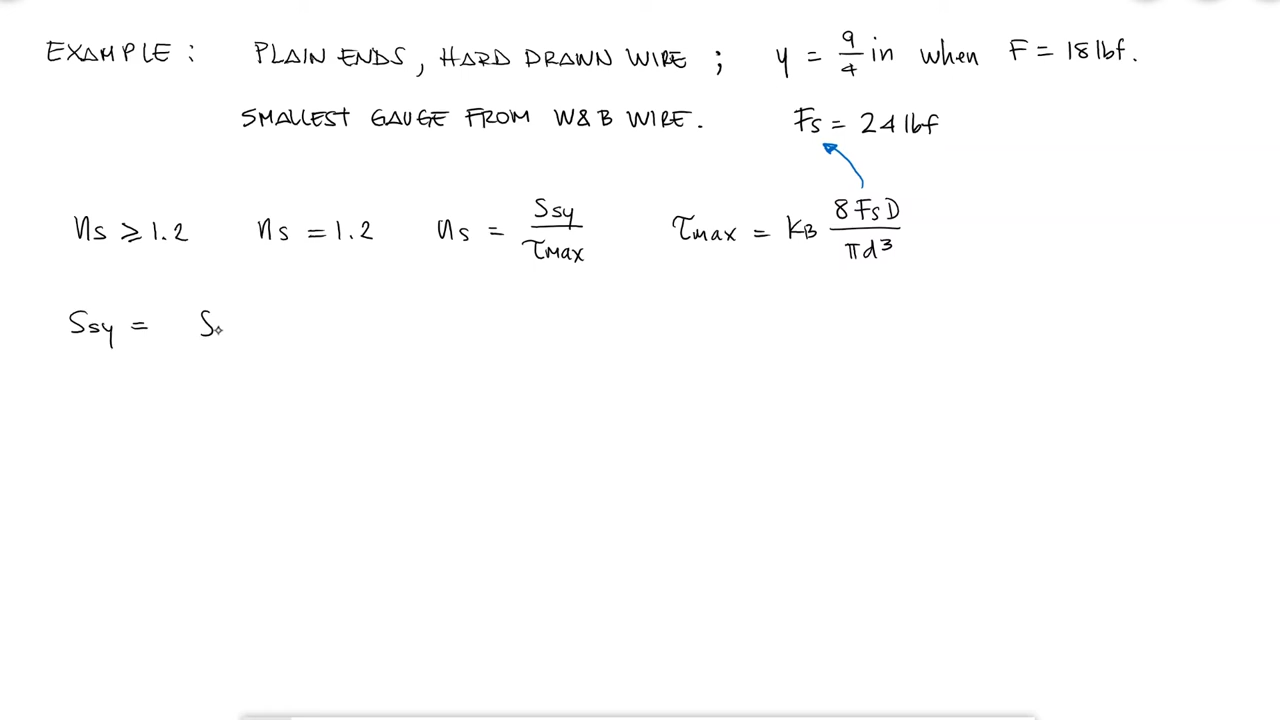 EXAMPLE : PLAIN ENDS, HARD DRAWN WIRE ; y = 9/4 in when F = 18 lbf.
SMALLEST GAUGE FROM W&B WIRE. Fs = 24 lbf
ns ≥ 1.2 ns = 1.2 ns = Ssy/τmax τmax = KB 8FsD/πd³
Ssy = S